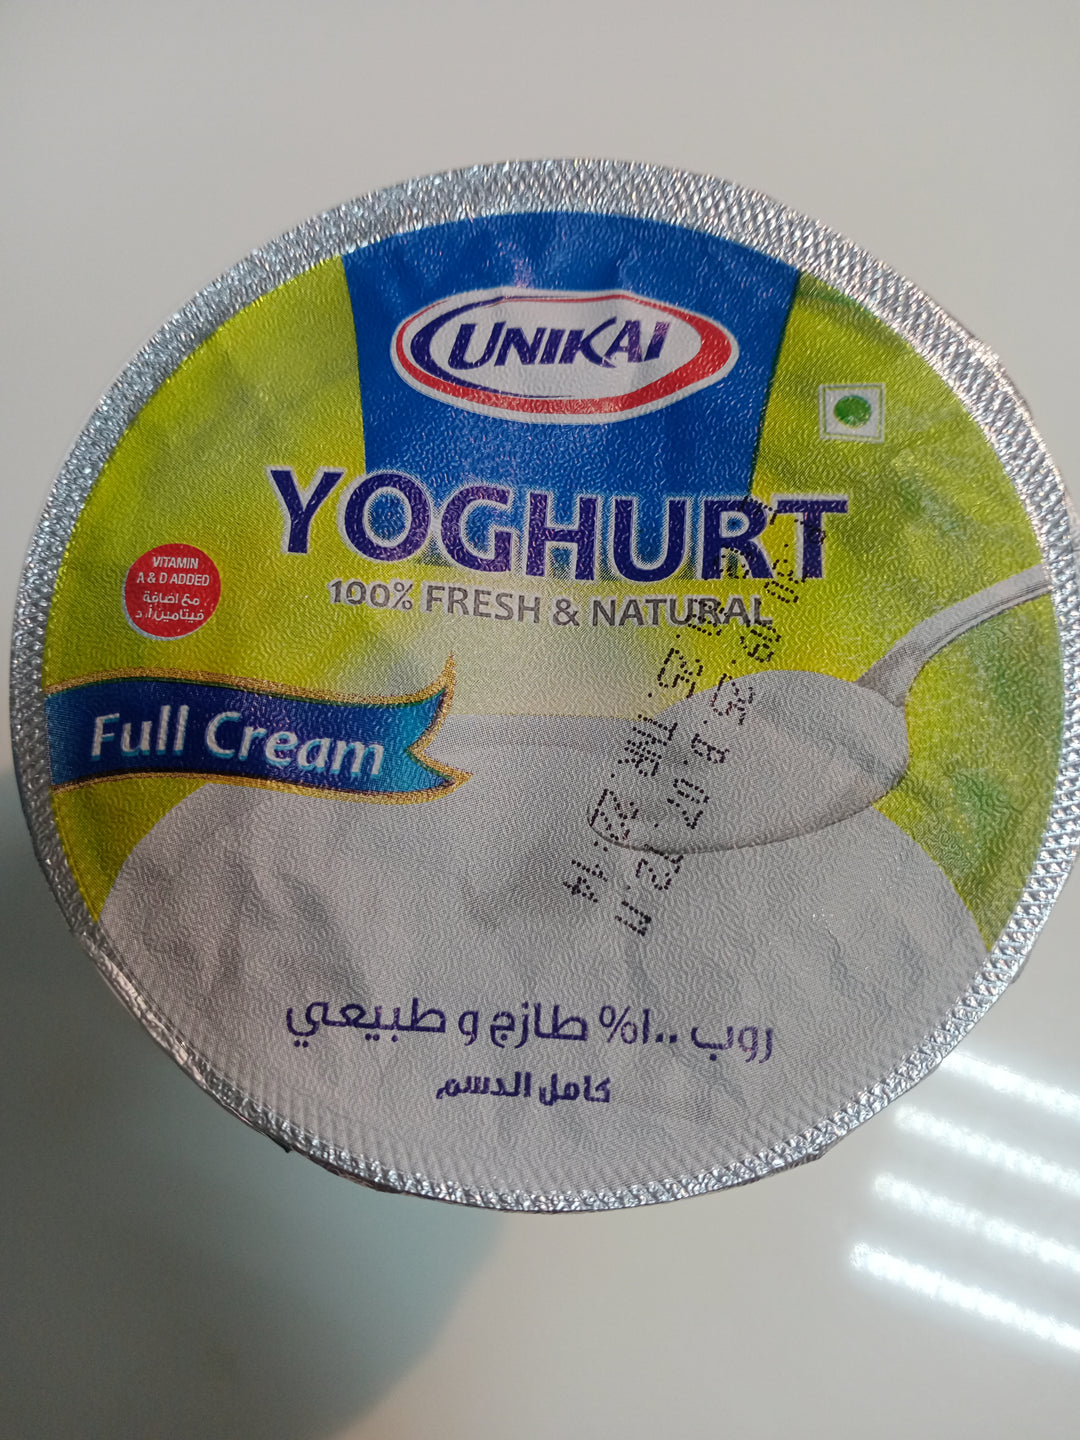 UNIKAI
YOGHURT
100% FRESH & NATURAL
VITAMIN
A & D ADDED
مع اضافة
فيتامين أ، د
Full Cream
روب ١٠٠% طازج و طبيعي
كامل الدسم